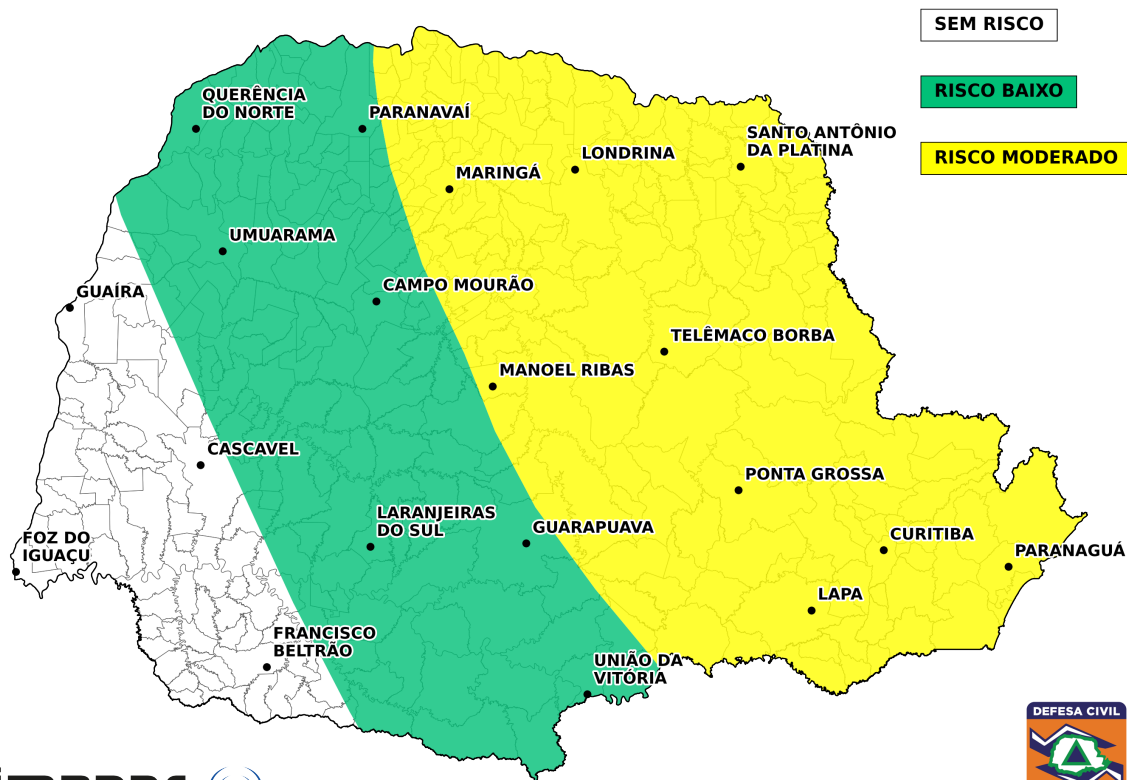 SEM RISCO
RISCO BAIXO
RISCO MODERADO
QUERÊNCIA
DO NORTE
PARANAVAÍ
SANTO ANTÔNIO
DA PLATINA
LONDRINA
MARINGÁ
UMUARAMA
GUAÍRA
CAMPO MOURÃO
TELÊMACO BORBA
MANOEL RIBAS
CASCAVEL
PONTA GROSSA
LARANJEIRAS
DO SUL
GUARAPUAVA
CURITIBA
FOZ DO
IGUAÇU
PARANAGUÁ
LAPA
FRANCISCO
BELTRÃO
UNIÃO DA
VITÓRIA
DEFESA CIVIL